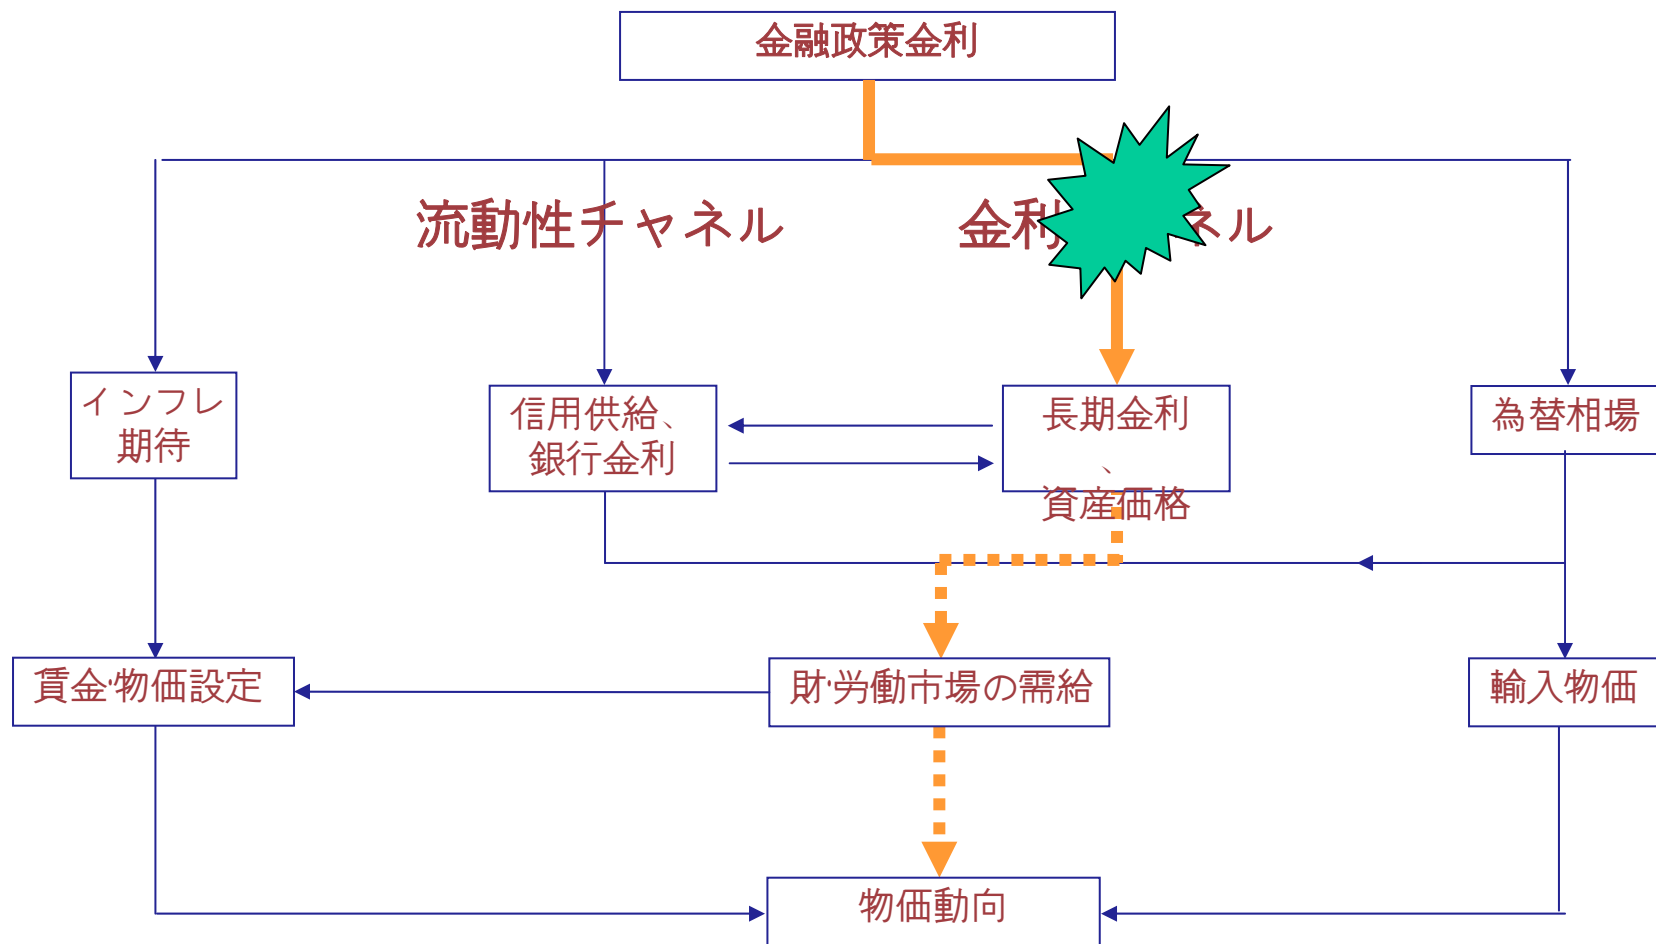 金融政策金利
流動性チャネル
金利 ネル
インフレ
期待
信用供給、
銀行金利
長期金利
、
資産価格
為替相場
賃金・物価設定
財・労働市場の需給
輸入物価
物価動向